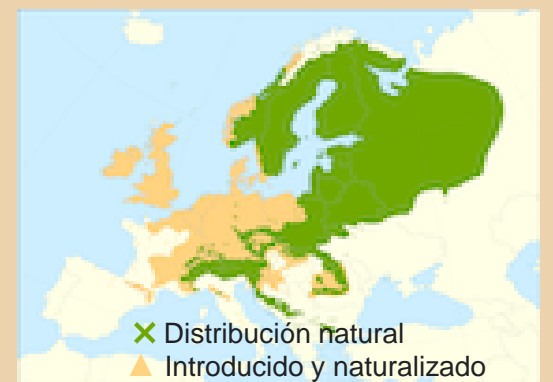 × Distribución natural
▲ Introducido y naturalizado